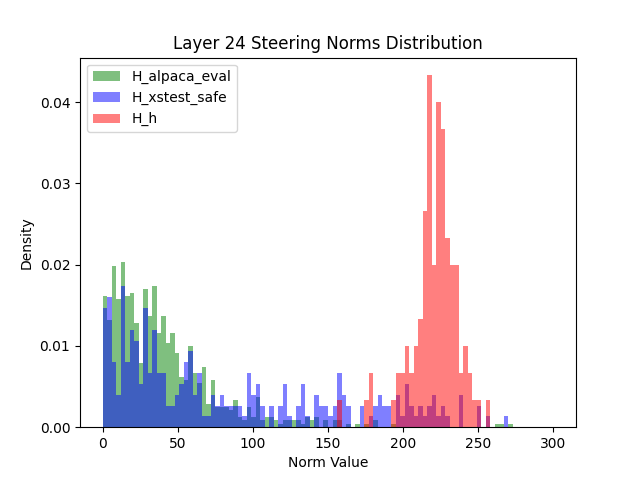 Layer 24 Steering Norms Distribution
H_alpaca_eval
H_xstest_safe
H_h
0.04
0.03
0.02
0.01
0.00
Density
0 50 100 150 200 250 300
Norm Value